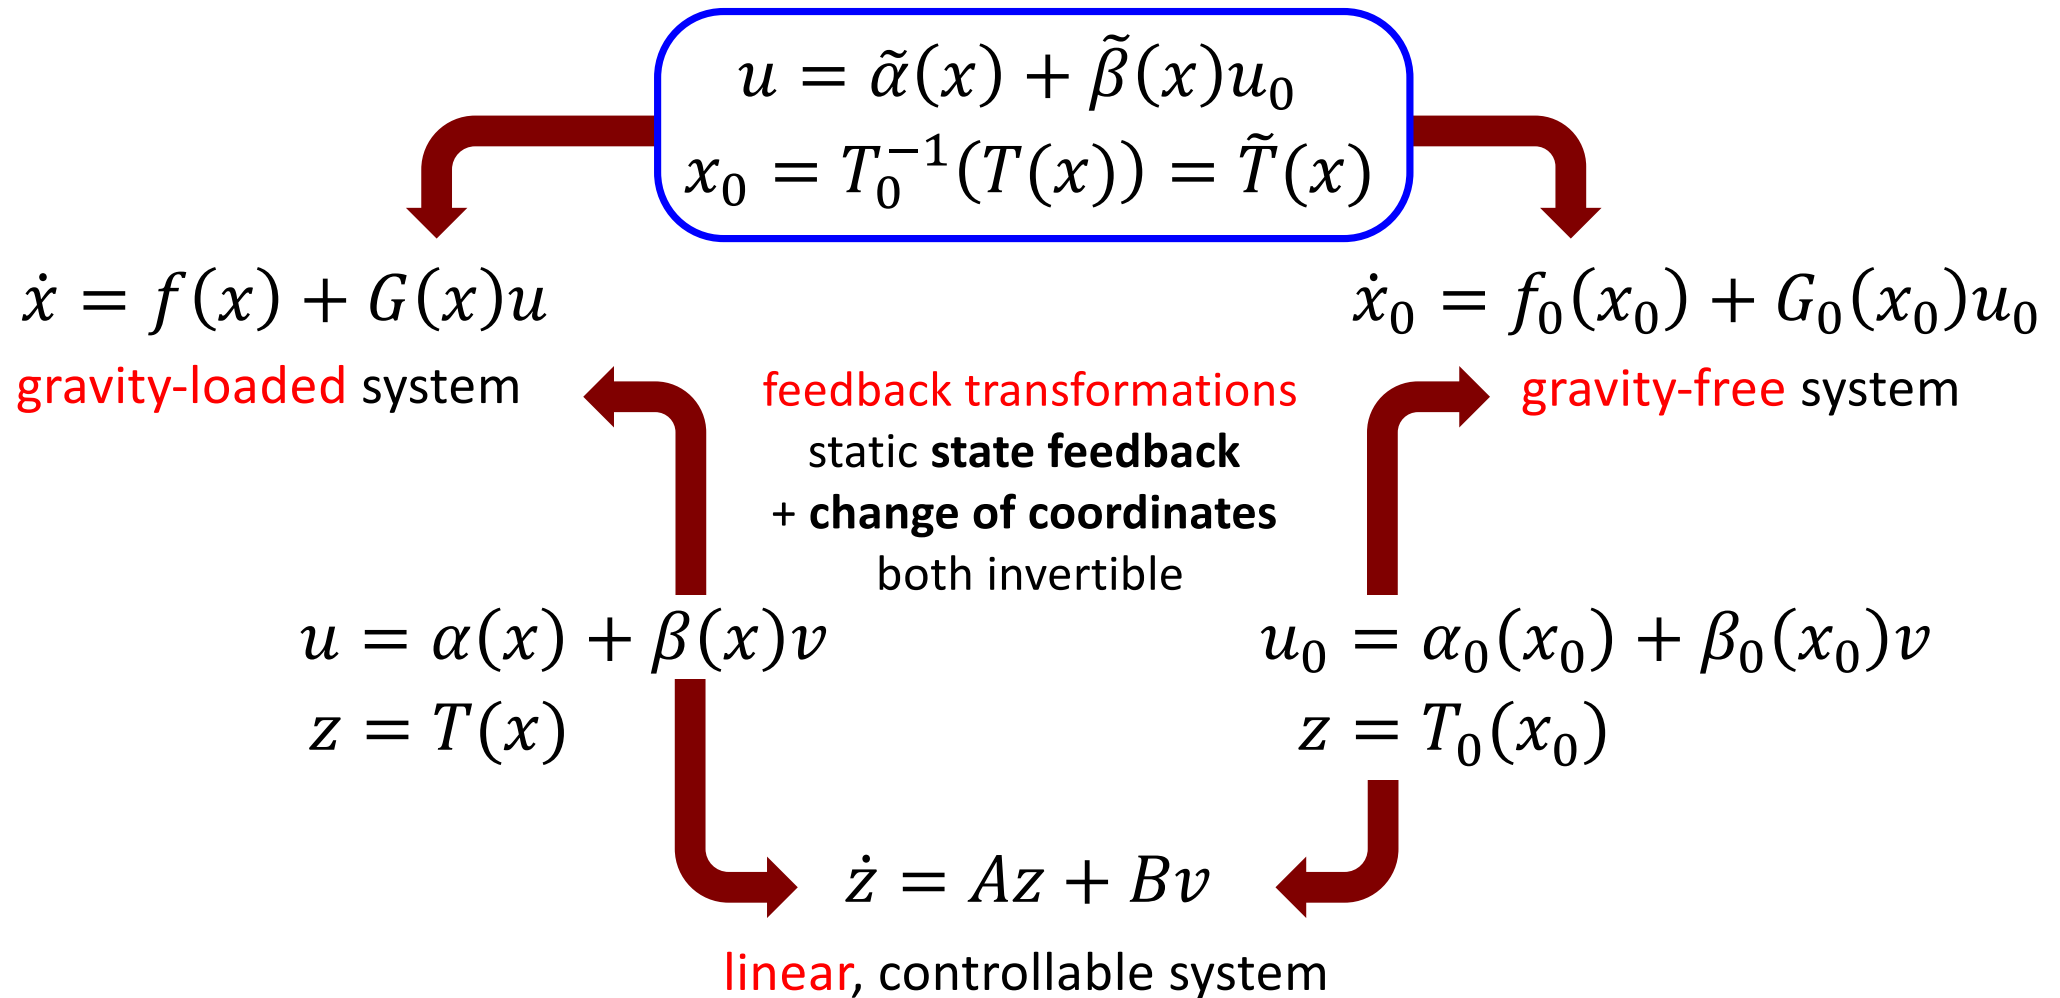 u = α̃(x) + β̃(x)u₀
x₀ = T₀⁻¹(T(x)) = T̃(x)
ẋ = f(x) + G(x)u
gravity-loaded system
ẋ₀ = f₀(x₀) + G₀(x₀)u₀
gravity-free system
feedback transformations
static state feedback
+ change of coordinates
both invertible
u = α(x) + β(x)v
z = T(x)
u₀ = α₀(x₀) + β₀(x₀)v
z = T₀(x₀)
ż = Az + Bv
linear, controllable system